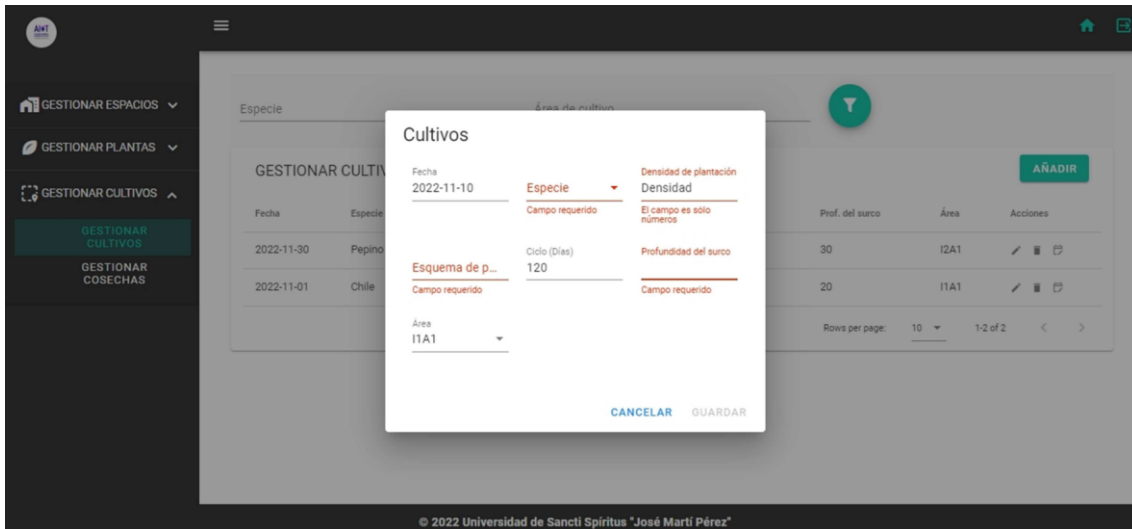 GESTIONAR ESPACIOS
GESTIONAR PLANTAS
GESTIONAR CULTIVOS
GESTIONAR
CULTIVOS
GESTIONAR
COSECHAS
Especie
Área de cultivo
GESTIONAR CULTIV
AÑADIR
Fecha
Especie
Prof. del surco
Área
Acciones
2022-11-30
Pepino
30
I2A1
2022-11-01
Chile
20
I1A1
Rows per page:
10
1-2 of 2
Cultivos
Fecha
2022-11-10
Especie
Campo requerido
Densidad de plantación
Densidad
El campo es sólo
números
Esquema de p...
Campo requerido
Ciclo (Días)
120
Profundidad del surco
Campo requerido
Área
I1A1
CANCELAR
GUARDAR
© 2022 Universidad de Sancti Spíritus "José Martí Pérez"